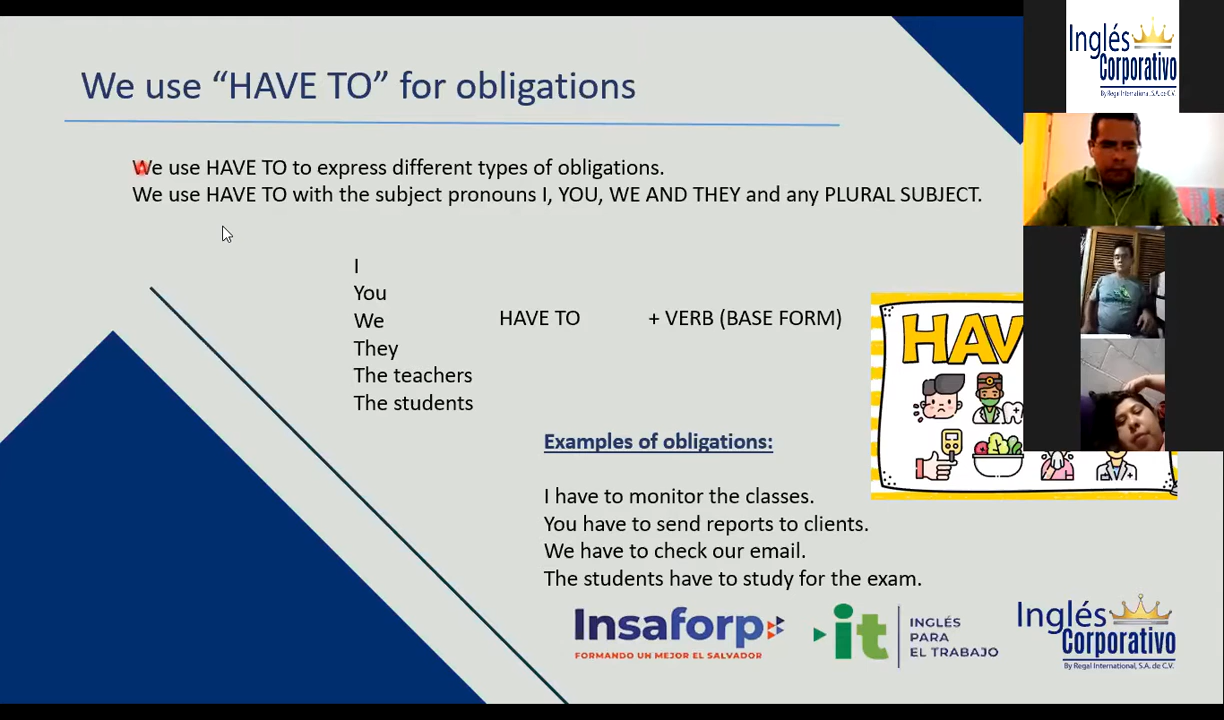 We use “HAVE TO” for obligations
We use HAVE TO to express different types of obligations.
We use HAVE TO with the subject pronouns I, YOU, WE AND THEY and any PLURAL SUBJECT.
I
You
We
They
The teachers
The students
HAVE TO
+ VERB (BASE FORM)
HAV
Examples of obligations:
I have to monitor the classes.
You have to send reports to clients.
We have to check our email.
The students have to study for the exam.
Insaforp
FORMANDO UN MEJOR EL SALVADOR
it
INGLÉS
PARA
EL TRABAJO
Inglés
Corporativo
By Regal International, S.A. de C.V.
Inglés
Corporativo
By Regal International, S.A. de C.V.